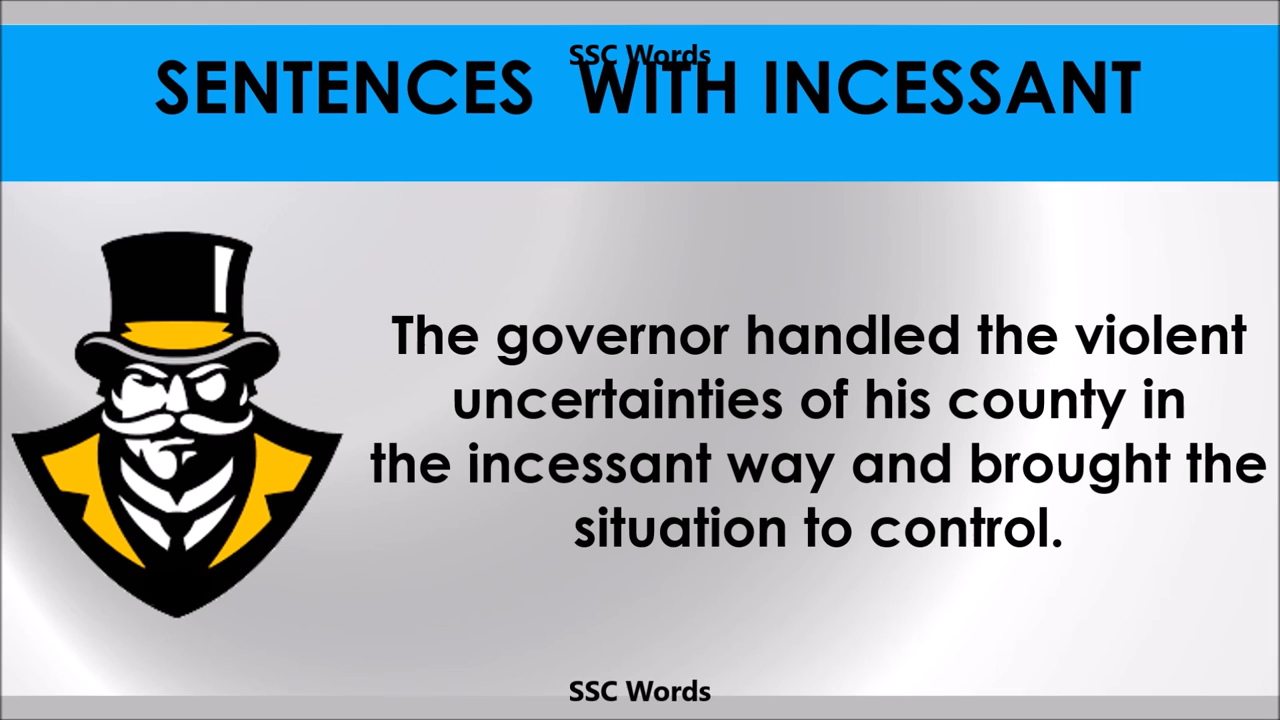 SSC Words
SENTENCES WITH INCESSANT
The governor handled the violent
uncertainties of his county in
the incessant way and brought the
situation to control.
SSC Words